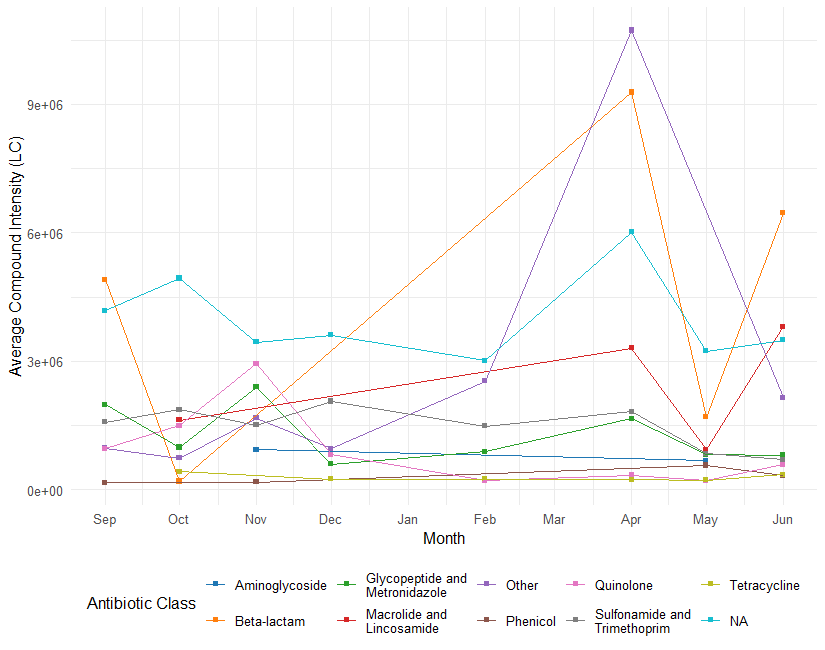 9e+06
6e+06
3e+06
0e+00
Average Compound Intensity (LC)
Sep Oct Nov Dec Jan Feb Mar Apr May Jun
Month
Antibiotic Class
Aminoglycoside
Beta-lactam
Glycopeptide and
Metronidazole
Macrolide and
Lincosamide
Other
Phenicol
Quinolone
Sulfonamide and
Trimethoprim
Tetracycline
NA